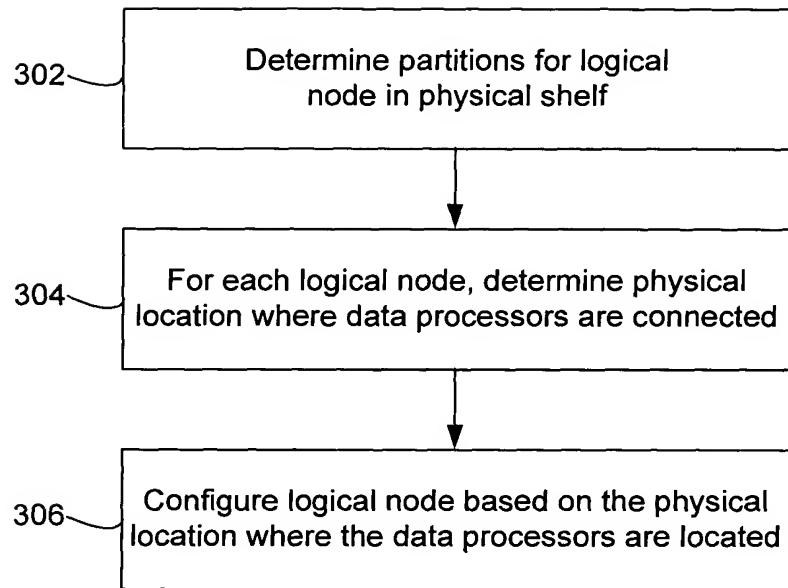 302
Determine partitions for logical
node in physical shelf
304
For each logical node, determine physical
location where data processors are connected
306
Configure logical node based on the physical
location where the data processors are located